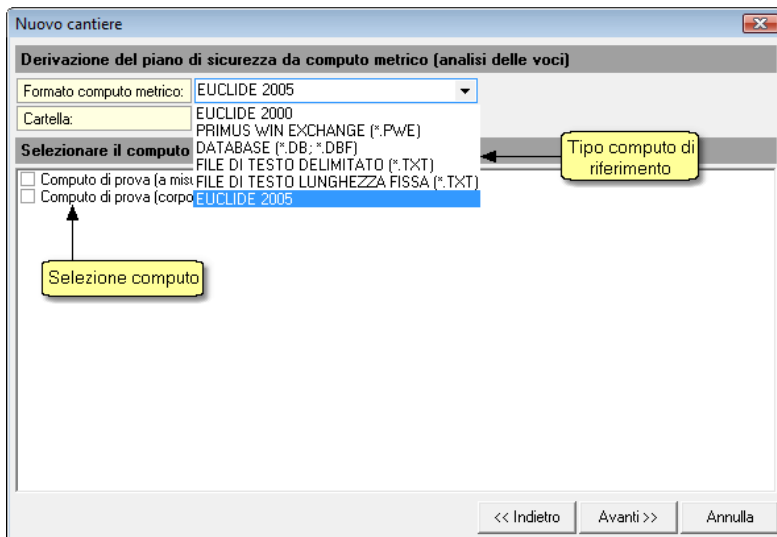 Nuovo cantiere
Derivazione del piano di sicurezza da computo metrico (analisi delle voci)
Formato computo metrico:
EUCLIDE 2005
Cartella:
EUCLIDE 2000
PRIMUS WIN EXCHANGE (*.PWE)
DATABASE (*.DB; *.DBF)
FILE DI TESTO DELIMITATO (*.TXT)
FILE DI TESTO LUNGHEZZA FISSA (*.TXT)
EUCLIDE 2005
Tipo computo di
riferimento
Selezionare il computo
Computo di prova (a misu
Computo di prova (corpo
Selezione computo
<< Indietro
Avanti >>
Annulla